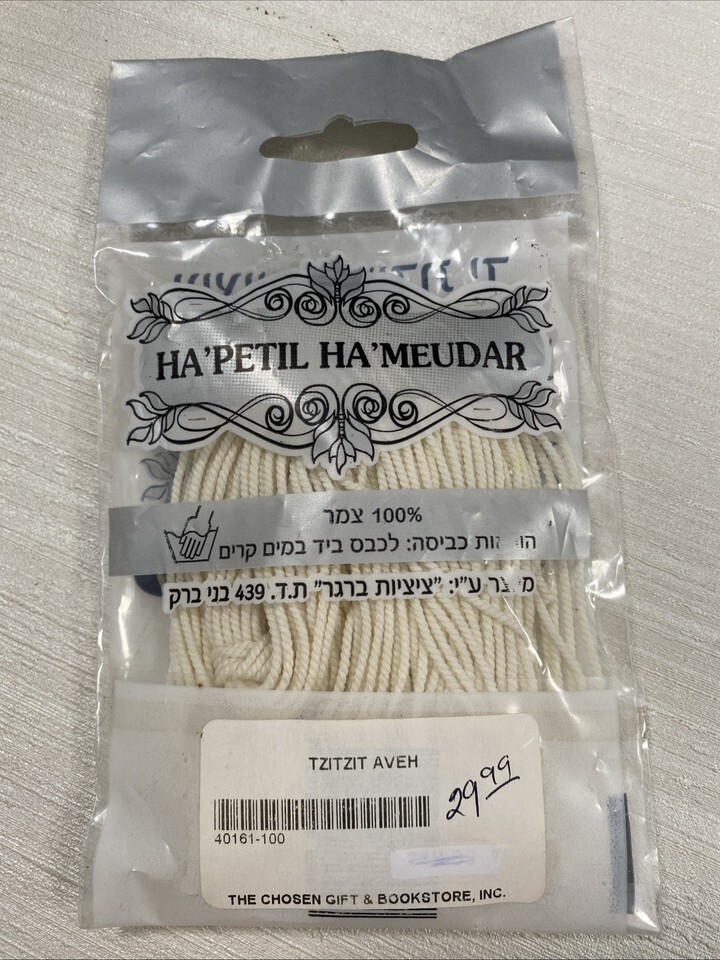 HA'PETIL HA'MEUDAR
100% צמר
כביסה: לכבס ביד במים קרים
ע"י: "ציציות ברגר" ת.ד. 439 בני ברק
TZITZIT AVEH
29 99
40161-100
THE CHOSEN GIFT & BOOKSTORE, INC.